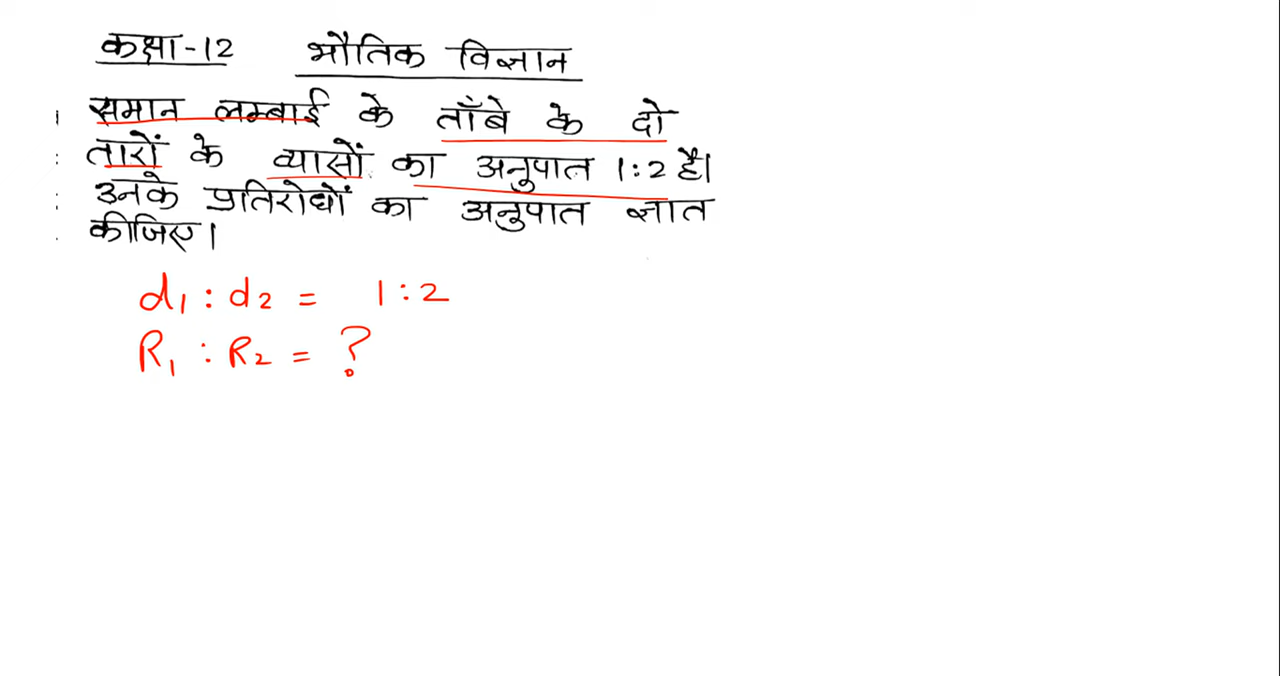 कक्षा-12 भौतिक विज्ञान
समान लम्बाई के ताँबे के दो
तारों के व्यासों का अनुपात 1:2 है।
उनके प्रतिरोधों का अनुपात ज्ञात
कीजिए।
d₁ : d₂ = 1:2
R₁ : R₂ = ?